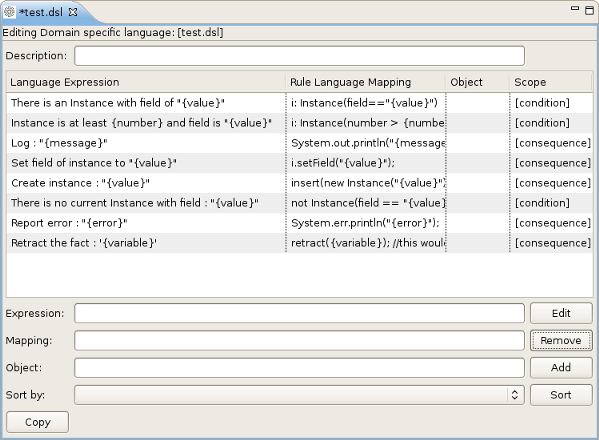 *test.dsl
Editing Domain specific language: [test.dsl]
Description:
Language Expression Rule Language Mapping Object Scope
There is an Instance with field of "{value}" i: Instance(field=="{value}") [condition]
Instance is at least {number} and field is "{value}" i: Instance(number > {numbe [condition]
Log : "{message}" System.out.println("{message [consequence]
Set field of instance to "{value}" i.setField("{value}"); [consequence]
Create instance : "{value}" insert(new Instance("{value}") [consequence]
There is no current Instance with field : "{value}" not Instance(field == "{value} [condition]
Report error : "{error}" System.err.println("{error}"); [consequence]
Retract the fact : '{variable}' retract({variable}); //this woul [consequence]
Expression: Edit
Mapping: Remove
Object: Add
Sort by: Sort
Copy